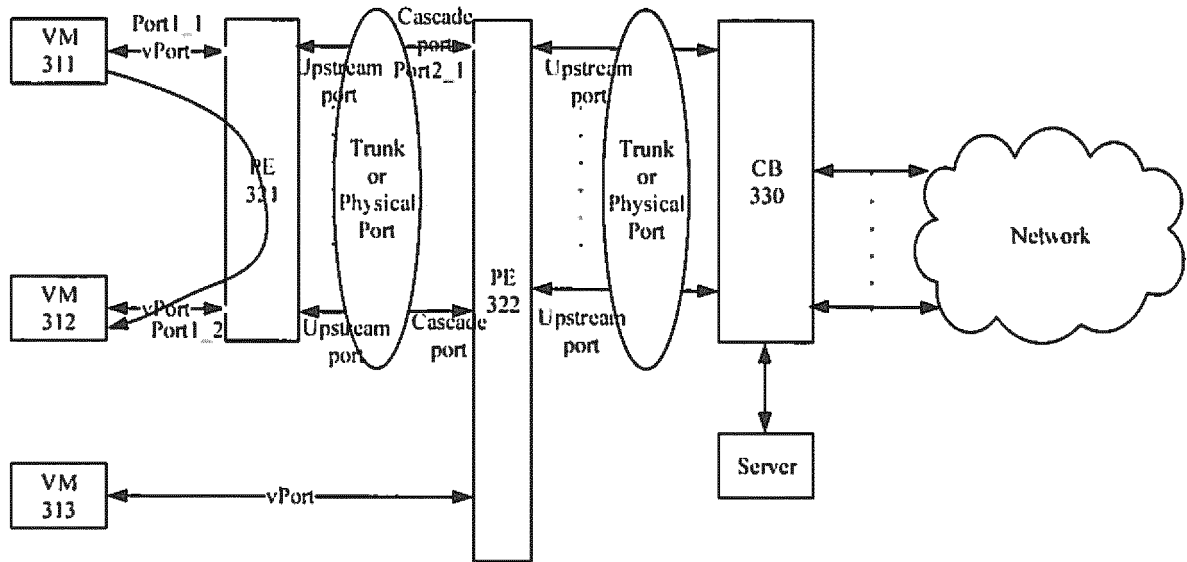 VM
311
Port1_1
vPort
Upstream
port
Cascade
port
Port2_1
Upstream
port
PE
321
Trunk
or
Physical
Port
Trunk
or
Physical
Port
CB
330
Network
VM
312
vPort
Port1_2
Upstream
port
Cascade
port
PE
322
Upstream
port
Server
VM
313
vPort